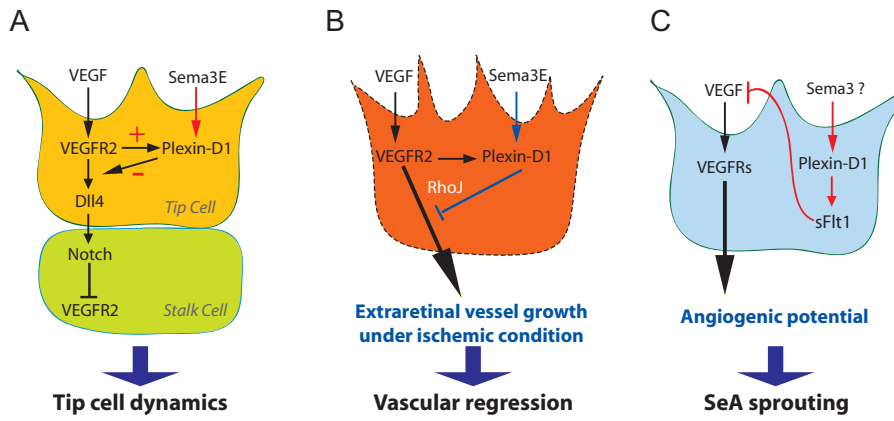 A
VEGF
Sema3E
VEGFR2
+
Plexin-D1
–
Dll4
Tip Cell
Notch
VEGFR2
Stalk Cell
Tip cell dynamics
B
VEGF
Sema3E
VEGFR2
Plexin-D1
RhoJ
Extraretinal vessel growth
under ischemic condition
Vascular regression
C
VEGF
Sema3 ?
VEGFRs
Plexin-D1
sFlt1
Angiogenic potential
SeA sprouting